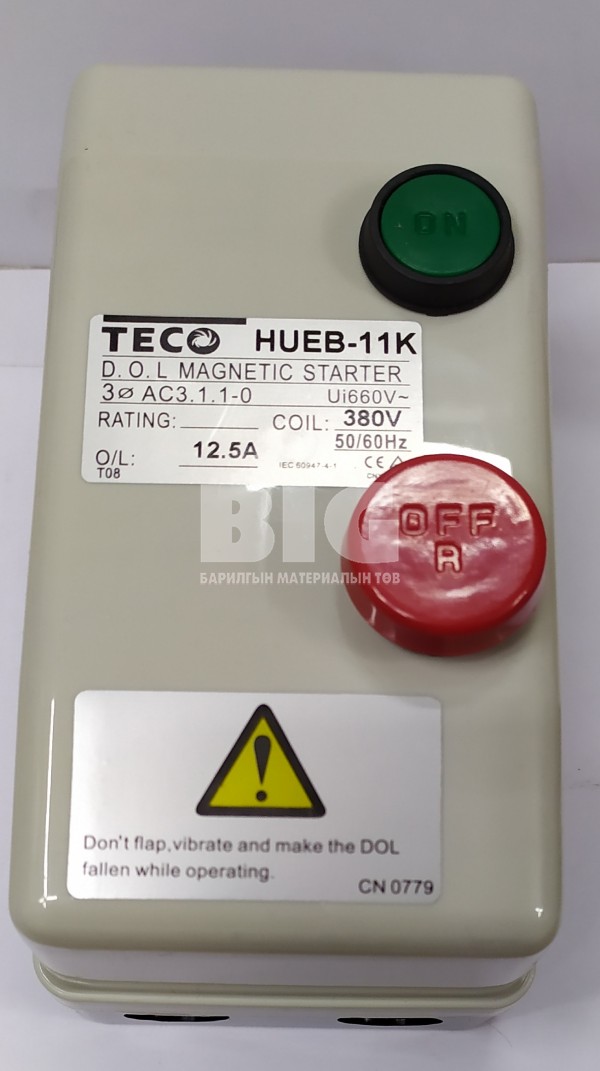 ON
TECO HUEB-11K
D.O.L MAGNETIC STARTER
3ø AC3.1.1-0 Ui660V~
RATING: COIL: 380V
50/60Hz
O/L: 12.5A
T08 IEC 60947-4-1 CE
CN
OFF
R
BIG
БАРИЛГЫН МАТЕРИАЛЫН ТӨВ
Don't flap,vibrate and make the DOL
fallen while operating.
CN 0779